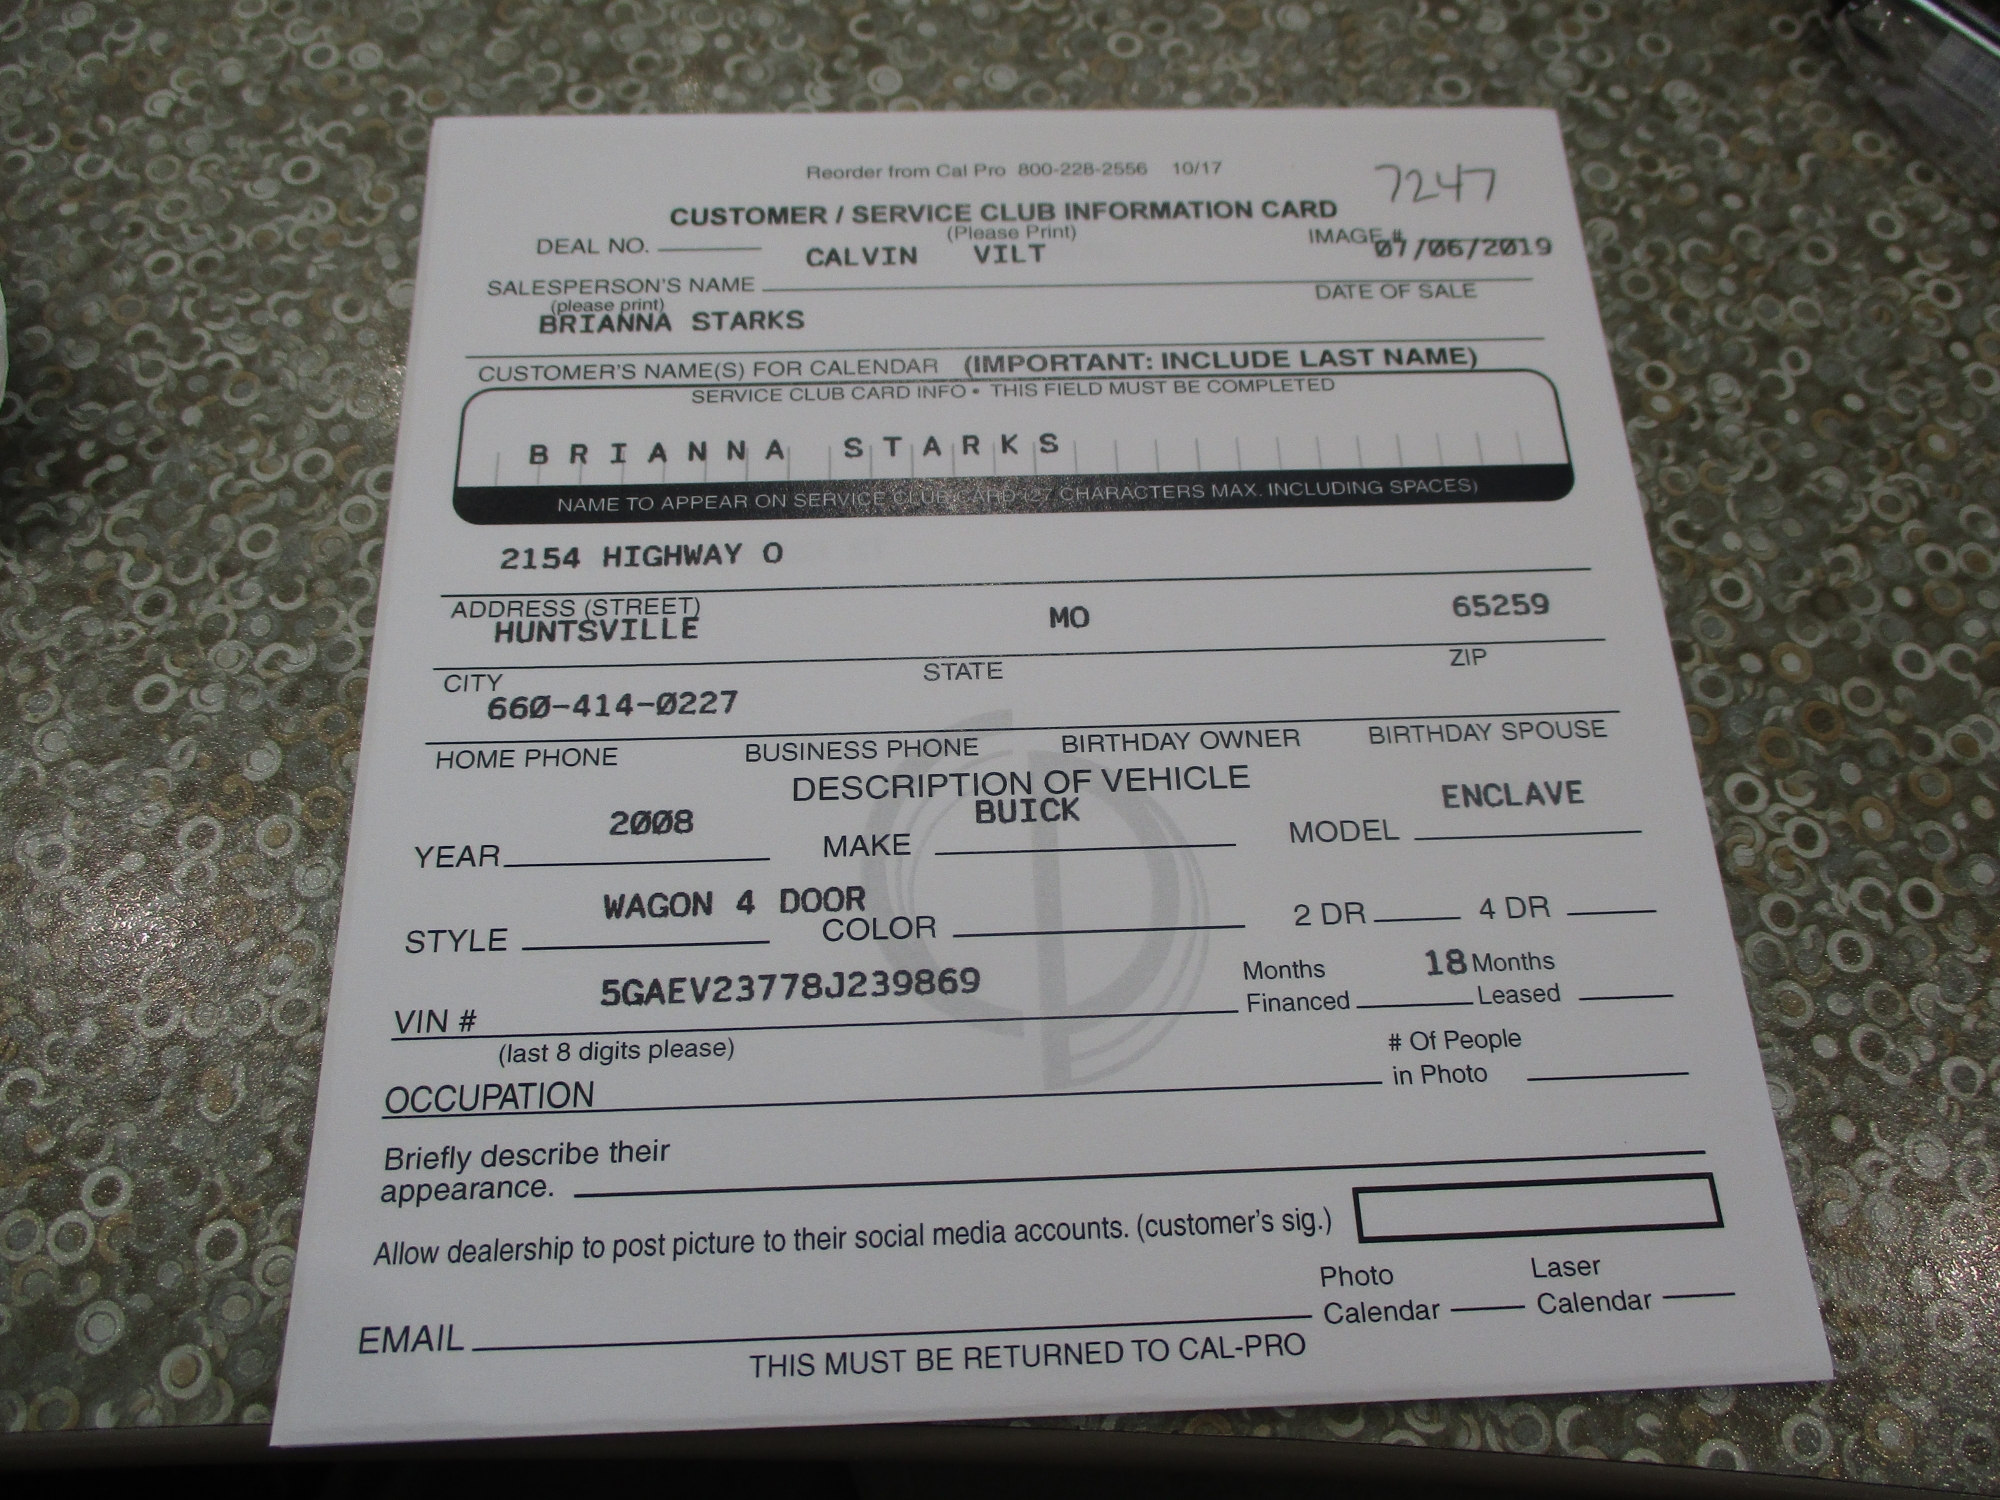 Reorder from Cal Pro 800-228-2556 10/17
7247
CUSTOMER / SERVICE CLUB INFORMATION CARD
(Please Print)
DEAL NO.
CALVIN VILT
IMAGE #
07/06/2019
SALESPERSON'S NAME
(please print)
DATE OF SALE
BRIANNA STARKS
CUSTOMER'S NAME(S) FOR CALENDAR (IMPORTANT: INCLUDE LAST NAME)
SERVICE CLUB CARD INFO • THIS FIELD MUST BE COMPLETED
BRIANNA STARKS
NAME TO APPEAR ON SERVICE CLUB CARD (27 CHARACTERS MAX. INCLUDING SPACES)
2154 HIGHWAY O
ADDRESS (STREET)
HUNTSVILLE MO 65259
CITY STATE ZIP
660-414-0227
HOME PHONE BUSINESS PHONE BIRTHDAY OWNER BIRTHDAY SPOUSE
DESCRIPTION OF VEHICLE
2008 BUICK ENCLAVE
YEAR MAKE MODEL
WAGON 4 DOOR
STYLE COLOR 2 DR 4 DR
5GAEV23778J239869
VIN #
(last 8 digits please)
Months
Financed
18
Months
Leased
OCCUPATION
# Of People
in Photo
Briefly describe their
appearance.
Allow dealership to post picture to their social media accounts. (customer's sig.)
EMAIL
Photo
Calendar
Laser
Calendar
THIS MUST BE RETURNED TO CAL-PRO